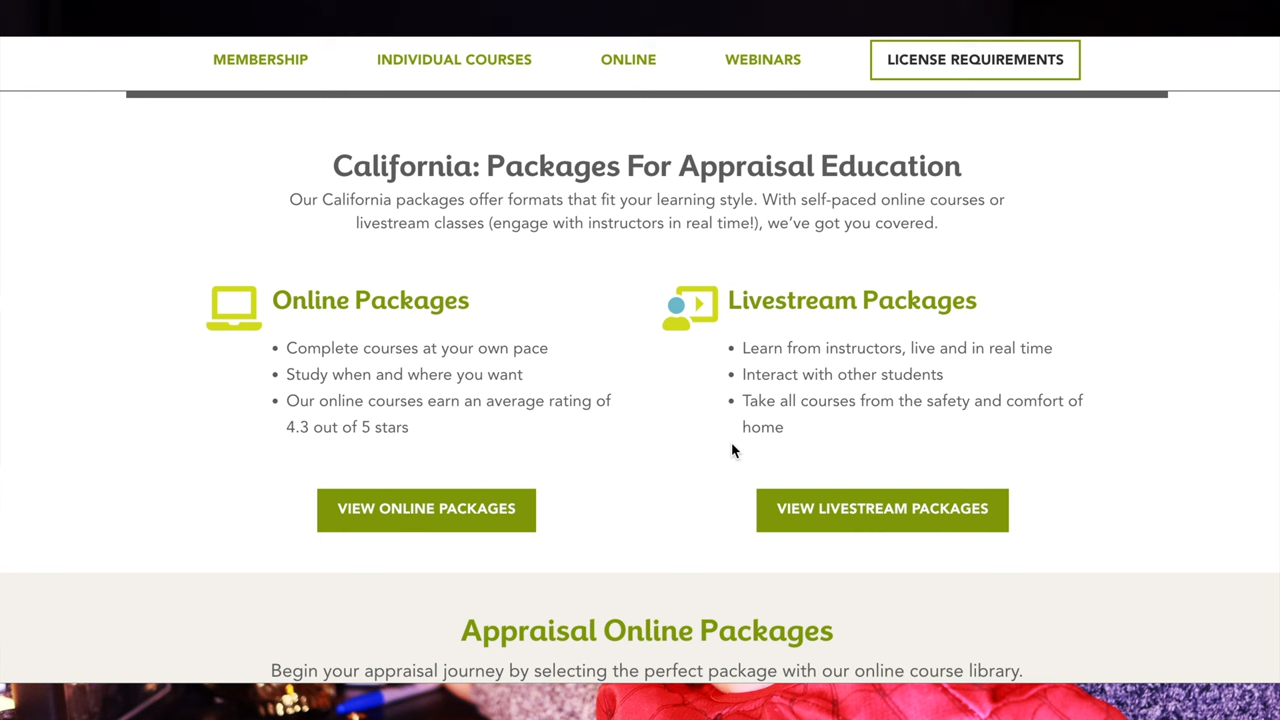 MEMBERSHIP INDIVIDUAL COURSES ONLINE WEBINARS LICENSE REQUIREMENTS
California: Packages For Appraisal Education
Our California packages offer formats that fit your learning style. With self-paced online courses or
livestream classes (engage with instructors in real time!), we've got you covered.
Online Packages
• Complete courses at your own pace
• Study when and where you want
• Our online courses earn an average rating of
4.3 out of 5 stars
VIEW ONLINE PACKAGES
Livestream Packages
• Learn from instructors, live and in real time
• Interact with other students
• Take all courses from the safety and comfort of
home
VIEW LIVESTREAM PACKAGES
Appraisal Online Packages
Begin your appraisal journey by selecting the perfect package with our online course library.